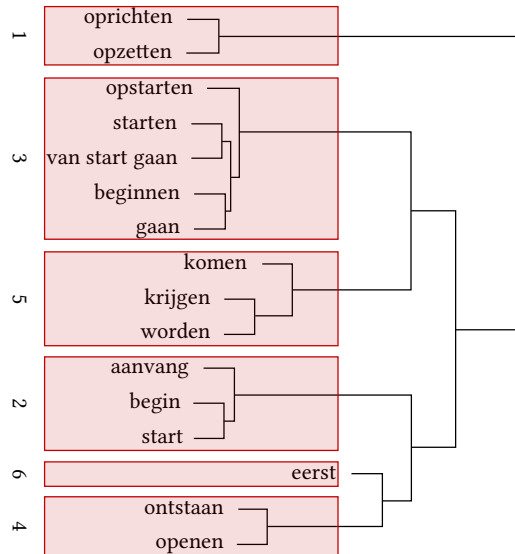 1
oprichten
opzetten
3
opstarten
starten
van start gaan
beginnen
gaan
5
komen
krijgen
worden
2
aanvang
begin
start
6
eerst
4
ontstaan
openen